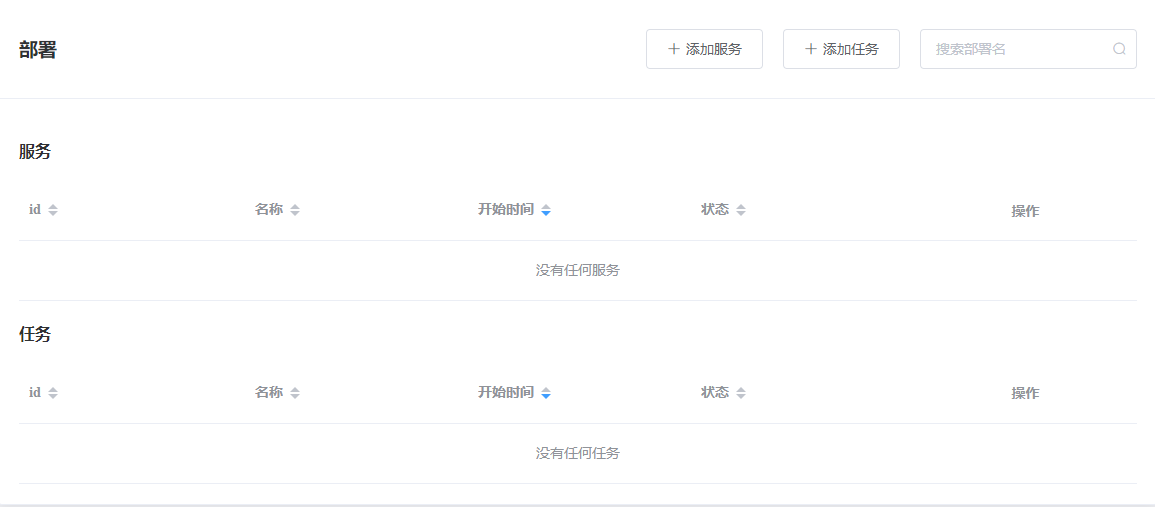 部署
添加服务 添加任务 搜索部署名
服务
id 名称 开始时间 状态 操作
没有任何服务
任务
id 名称 开始时间 状态 操作
没有任何任务